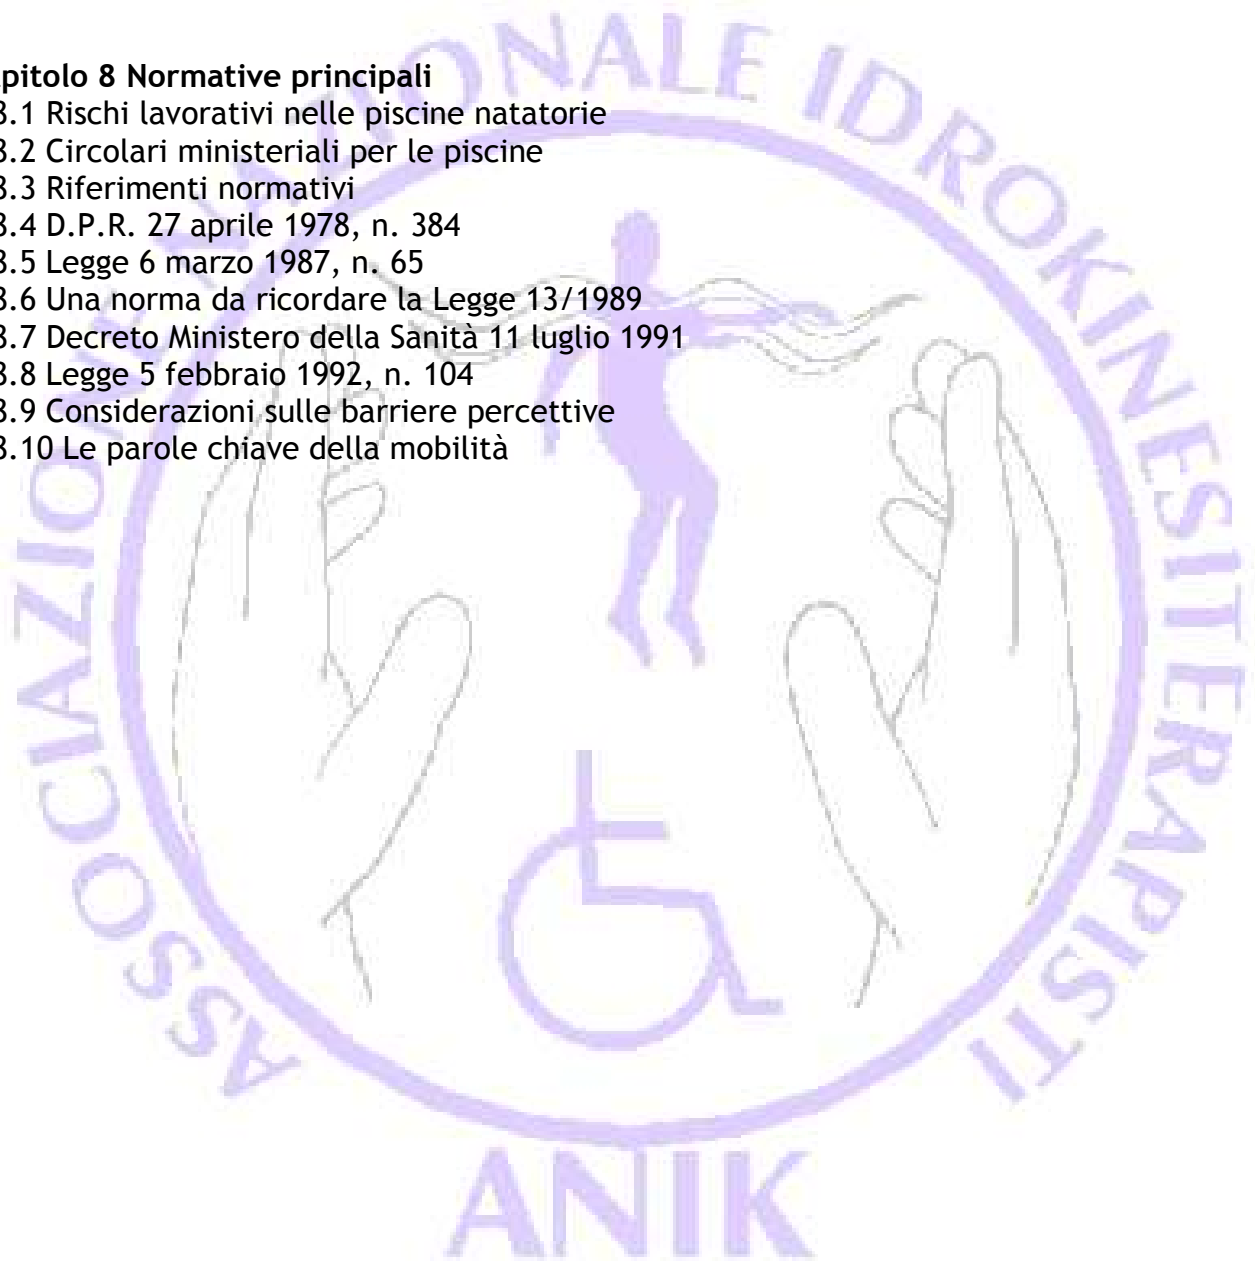 pitolo 8 Normative principali
8.1 Rischi lavorativi nelle piscine natatorie
8.2 Circolari ministeriali per le piscine
8.3 Riferimenti normativi
8.4 D.P.R. 27 aprile 1978, n. 384
8.5 Legge 6 marzo 1987, n. 65
8.6 Una norma da ricordare la Legge 13/1989
8.7 Decreto Ministero della Sanità 11 luglio 1991
8.8 Legge 5 febbraio 1992, n. 104
8.9 Considerazioni sulle barriere percettive
8.10 Le parole chiave della mobilità
ASSOCIAZIONE NAZIONALE IDROKINESITERAPISTI
ANIK